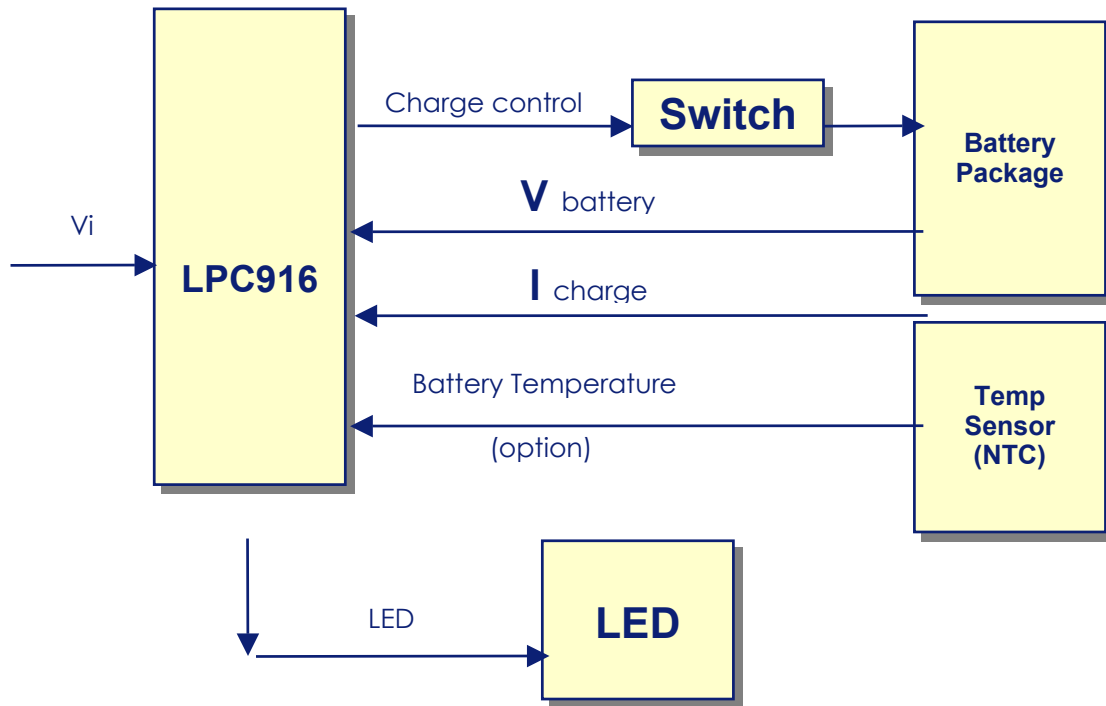 Charge control
Switch
Battery
Package
V battery
Vi
LPC916
I charge
Battery Temperature
(option)
Temp
Sensor
(NTC)
LED
LED